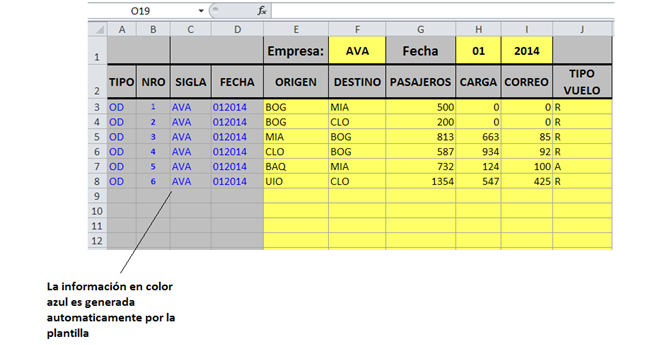 O19 fx
A B C D E F G H I J
1 Empresa: AVA Fecha 01 2014
2 TIPO NRO SIGLA FECHA ORIGEN DESTINO PASAJEROS CARGA CORREO TIPO VUELO
3 OD 1 AVA 012014 BOG MIA 500 0 0 R
4 OD 2 AVA 012014 BOG CLO 200 0 0 R
5 OD 3 AVA 012014 MIA BOG 813 663 85 R
6 OD 4 AVA 012014 CLO BOG 587 934 92 R
7 OD 5 AVA 012014 BAQ MIA 732 124 100 A
8 OD 6 AVA 012014 UIO CLO 1354 547 425 R
9
10
11
12
La información en color
azul es generada
automaticamente por la
plantilla